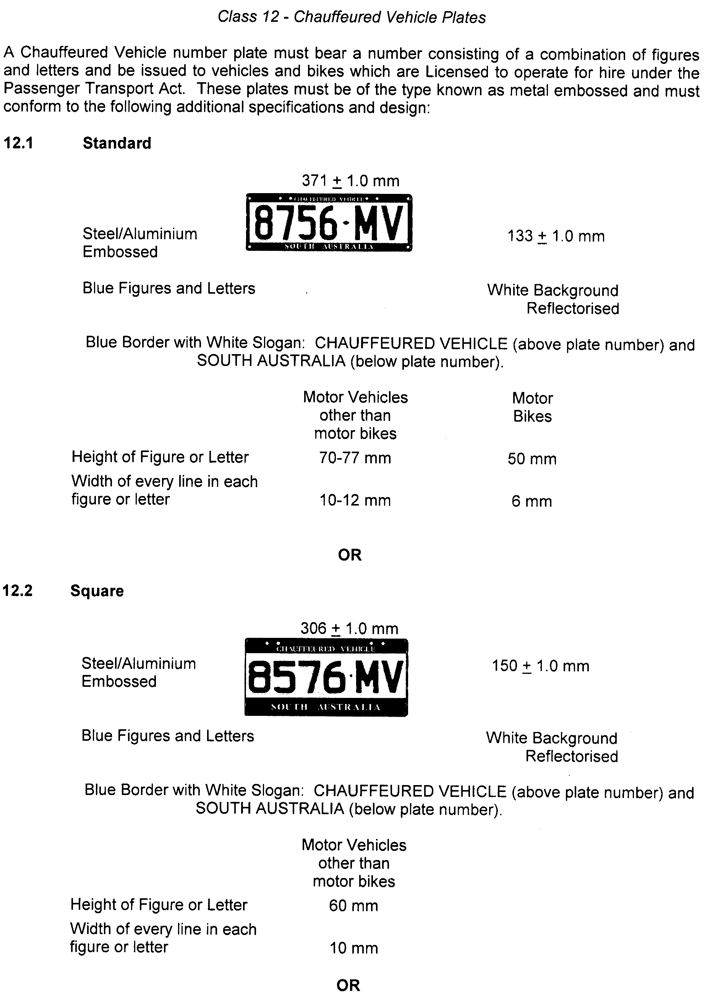 Class 12 - Chauffeured Vehicle Plates
A Chauffeured Vehicle number plate must bear a number consisting of a combination of figures
and letters and be issued to vehicles and bikes which are Licensed to operate for hire under the
Passenger Transport Act. These plates must be of the type known as metal embossed and must
conform to the following additional specifications and design:
12.1 Standard
371 ± 1.0 mm
CHAUFFEURED VEHICLE
8756·MV
SOUTH AUSTRALIA
Steel/Aluminium
Embossed
133 ± 1.0 mm
Blue Figures and Letters
White Background
Reflectorised
Blue Border with White Slogan: CHAUFFEURED VEHICLE (above plate number) and
SOUTH AUSTRALIA (below plate number).
Motor Vehicles
other than
motor bikes
Motor
Bikes
Height of Figure or Letter 70-77 mm 50 mm
Width of every line in each
figure or letter 10-12 mm 6 mm
OR
12.2 Square
306 ± 1.0 mm
CHAUFFEURED VEHICLE
8576·MV
SOUTH AUSTRALIA
Steel/Aluminium
Embossed
150 ± 1.0 mm
Blue Figures and Letters
White Background
Reflectorised
Blue Border with White Slogan: CHAUFFEURED VEHICLE (above plate number) and
SOUTH AUSTRALIA (below plate number).
Motor Vehicles
other than
motor bikes
Height of Figure or Letter 60 mm
Width of every line in each
figure or letter 10 mm
OR